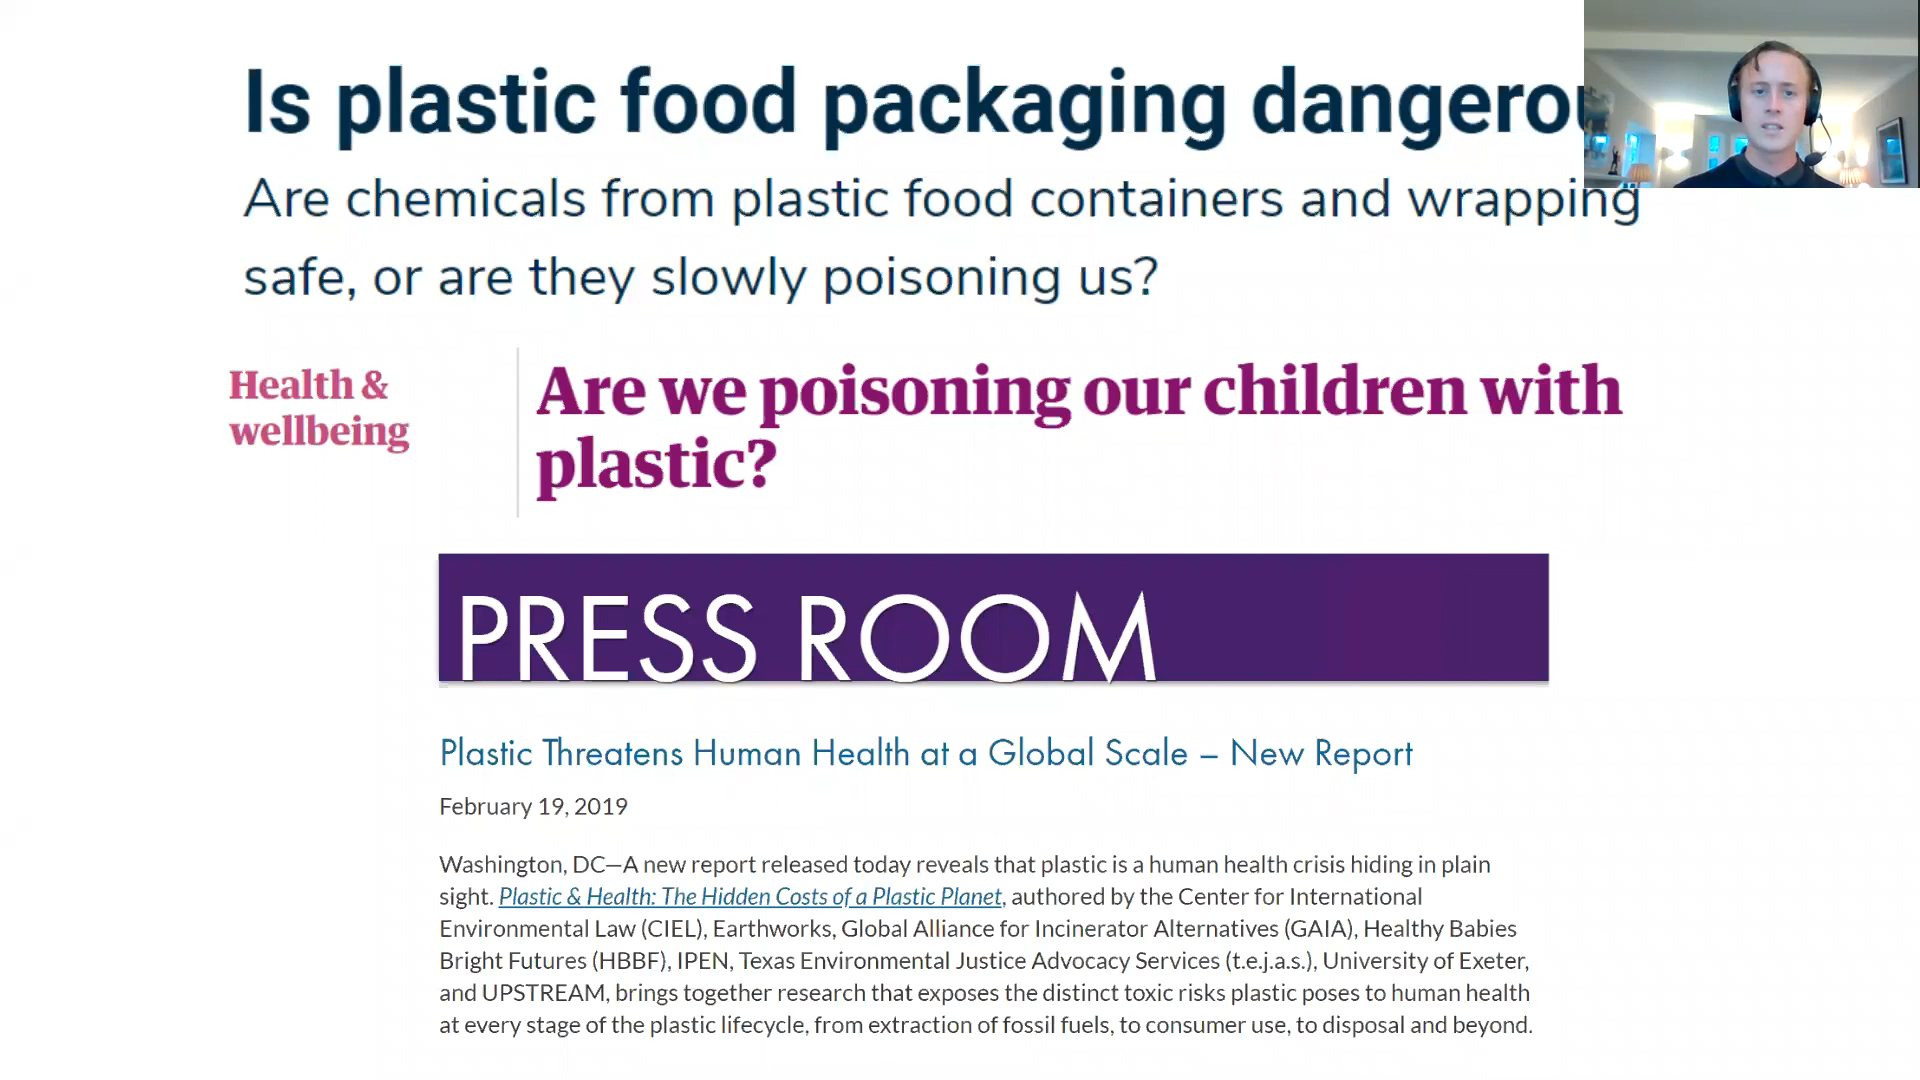 Is plastic food packaging
Are chemicals from plastic food containers and wrapping
safe, or are they slowly poisoning us?
Health &
wellbeing
Are we poisoning our children with
plastic?
PRESS ROOM
Plastic Threatens Human Health at a Global Scale – New Report
February 19, 2019
Washington, DC—A new report released today reveals that plastic is a human health crisis hiding in plain
sight. Plastic & Health: The Hidden Costs of a Plastic Planet, authored by the Center for International
Environmental Law (CIEL), Earthworks, Global Alliance for Incinerator Alternatives (GAIA), Healthy Babies
Bright Futures (HBBF), IPEN, Texas Environmental Justice Advocacy Services (t.e.j.a.s.), University of Exeter,
and UPSTREAM, brings together research that exposes the distinct toxic risks plastic poses to human health
at every stage of the plastic lifecycle, from extraction of fossil fuels, to consumer use, to disposal and beyond.